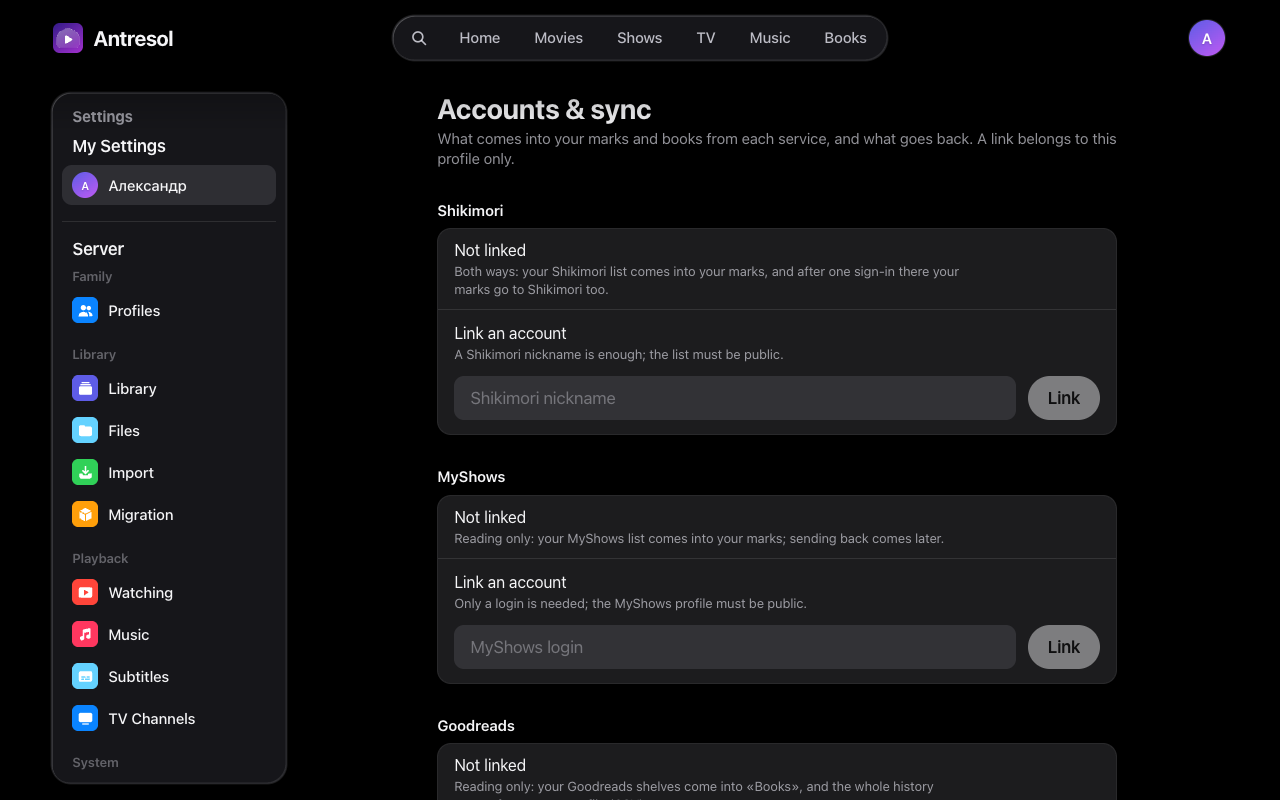 Antresol
Home
Movies
Shows
TV
Music
Books
A
Settings
My Settings
A
Александр
Server
Family
Profiles
Library
Library
Files
Import
Migration
Playback
Watching
Music
Subtitles
TV Channels
System
Accounts & sync
What comes into your marks and books from each service, and what goes back. A link belongs to this
profile only.
Shikimori
Not linked
Both ways: your Shikimori list comes into your marks, and after one sign-in there your
marks go to Shikimori too.
Link an account
A Shikimori nickname is enough; the list must be public.
Shikimori nickname
Link
MyShows
Not linked
Reading only: your MyShows list comes into your marks; sending back comes later.
Link an account
Only a login is needed; the MyShows profile must be public.
MyShows login
Link
Goodreads
Not linked
Reading only: your Goodreads shelves come into «Books», and the whole history